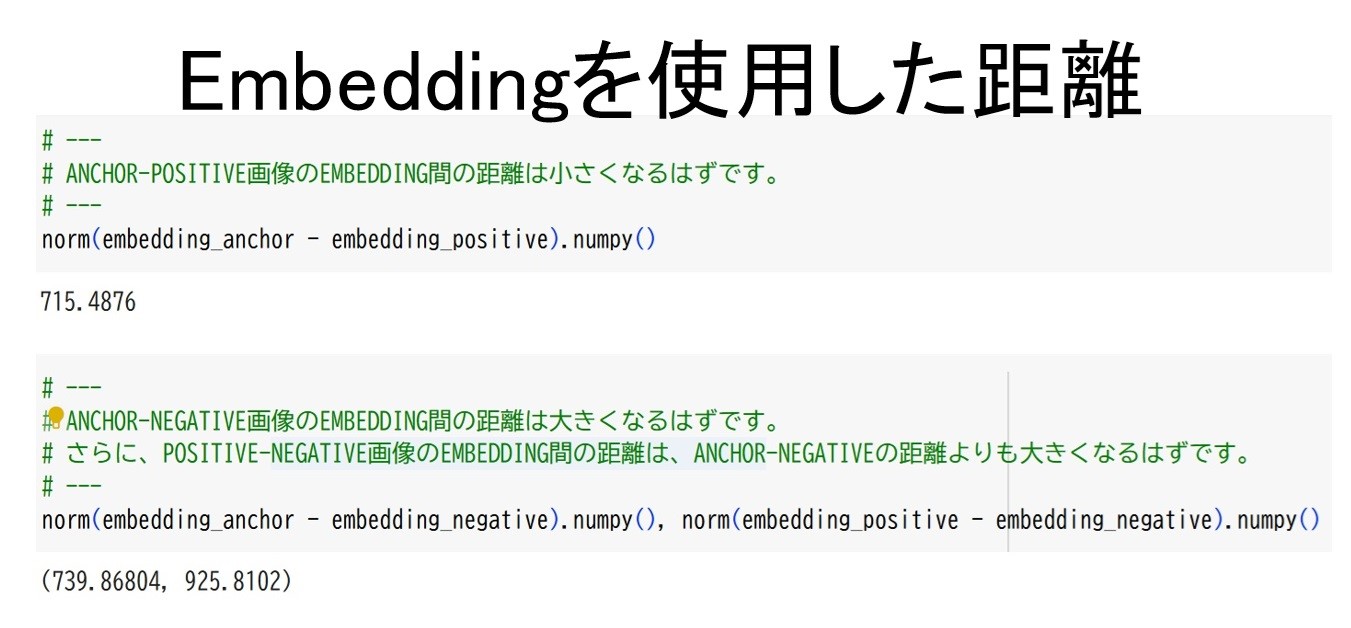 Embeddingを使用した距離
# ---
# ANCHOR-POSITIVE画像のEMBEDDING間の距離は小さくなるはずです。
# ---
norm(embedding_anchor - embedding_positive).numpy()
715.4876
# ---
# ANCHOR-NEGATIVE画像のEMBEDDING間の距離は大きくなるはずです。
# さらに、POSITIVE-NEGATIVE画像のEMBEDDING間の距離は、ANCHOR-NEGATIVEの距離よりも大きくなるはずです。
# ---
norm(embedding_anchor - embedding_negative).numpy(), norm(embedding_positive - embedding_negative).numpy()
(739.86804, 925.8102)